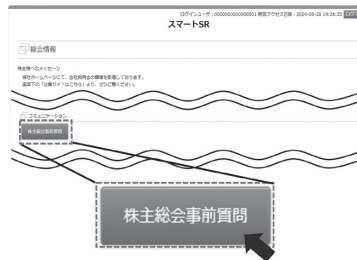 ログインユーザ：0000000000000001 前回アクセス日時：2024-06-28 19:26:33
スマートSR
総会情報
株主様へのメッセージ
弊社ホームページにて、会社説明会の模様を配信しております。
画面下の「企業サイトはこちら」より、ぜひご覧ください。
コミュニケーション
株主総会事前質問
株主総会事前質問